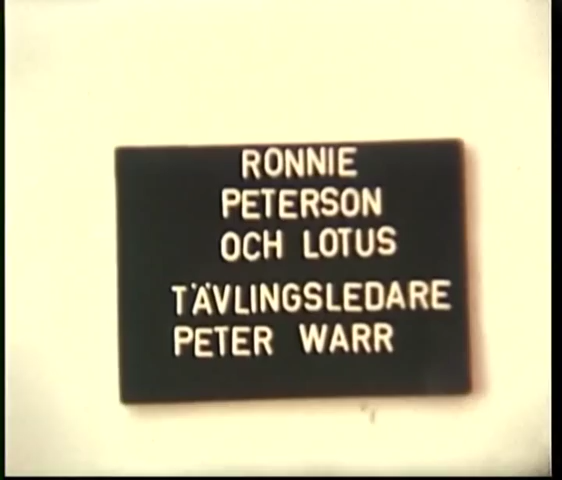 RONNIE
PETERSON
OCH LOTUS
TÄVLINGSLEDARE
PETER WARR